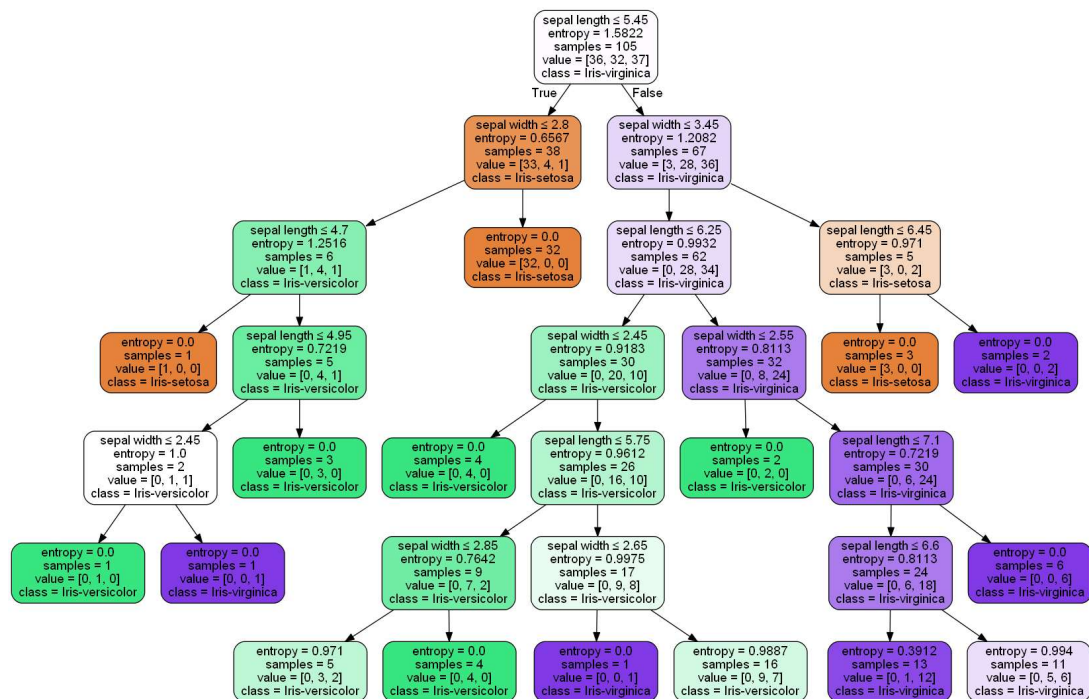 sepal length ≤ 5.45
entropy = 1.5822
samples = 105
value = [36, 32, 37]
class = Iris-virginica
True
False
sepal width ≤ 2.8
entropy = 0.6567
samples = 38
value = [33, 4, 1]
class = Iris-setosa
sepal width ≤ 3.45
entropy = 1.2082
samples = 67
value = [3, 28, 36]
class = Iris-virginica
sepal length ≤ 4.7
entropy = 1.2516
samples = 6
value = [1, 4, 1]
class = Iris-versicolor
entropy = 0.0
samples = 32
value = [32, 0, 0]
class = Iris-setosa
sepal length ≤ 6.25
entropy = 0.9932
samples = 62
value = [0, 28, 34]
class = Iris-virginica
sepal length ≤ 6.45
entropy = 0.971
samples = 5
value = [3, 0, 2]
class = Iris-setosa
entropy = 0.0
samples = 1
value = [1, 0, 0]
class = Iris-setosa
sepal length ≤ 4.95
entropy = 0.7219
samples = 5
value = [0, 4, 1]
class = Iris-versicolor
sepal width ≤ 2.45
entropy = 0.9183
samples = 30
value = [0, 20, 10]
class = Iris-versicolor
sepal width ≤ 2.55
entropy = 0.8113
samples = 32
value = [0, 8, 24]
class = Iris-virginica
entropy = 0.0
samples = 3
value = [3, 0, 0]
class = Iris-setosa
entropy = 0.0
samples = 2
value = [0, 0, 2]
class = Iris-virginica
sepal width ≤ 2.45
entropy = 1.0
samples = 2
value = [0, 1, 1]
class = Iris-versicolor
entropy = 0.0
samples = 3
value = [0, 3, 0]
class = Iris-versicolor
entropy = 0.0
samples = 4
value = [0, 4, 0]
class = Iris-versicolor
sepal length ≤ 5.75
entropy = 0.9612
samples = 26
value = [0, 16, 10]
class = Iris-versicolor
entropy = 0.0
samples = 2
value = [0, 2, 0]
class = Iris-versicolor
sepal length ≤ 7.1
entropy = 0.7219
samples = 30
value = [0, 6, 24]
class = Iris-virginica
entropy = 0.0
samples = 1
value = [0, 1, 0]
class = Iris-versicolor
entropy = 0.0
samples = 1
value = [0, 0, 1]
class = Iris-virginica
sepal width ≤ 2.85
entropy = 0.7642
samples = 9
value = [0, 7, 2]
class = Iris-versicolor
sepal width ≤ 2.65
entropy = 0.9975
samples = 17
value = [0, 9, 8]
class = Iris-versicolor
sepal length ≤ 6.6
entropy = 0.8113
samples = 24
value = [0, 6, 18]
class = Iris-virginica
entropy = 0.0
samples = 6
value = [0, 0, 6]
class = Iris-virginica
entropy = 0.971
samples = 5
value = [0, 3, 2]
class = Iris-versicolor
entropy = 0.0
samples = 4
value = [0, 4, 0]
class = Iris-versicolor
entropy = 0.0
samples = 1
value = [0, 0, 1]
class = Iris-virginica
entropy = 0.9887
samples = 16
value = [0, 9, 7]
class = Iris-versicolor
entropy = 0.3912
samples = 13
value = [0, 1, 12]
class = Iris-virginica
entropy = 0.994
samples = 11
value = [0, 5, 6]
class = Iris-virginica